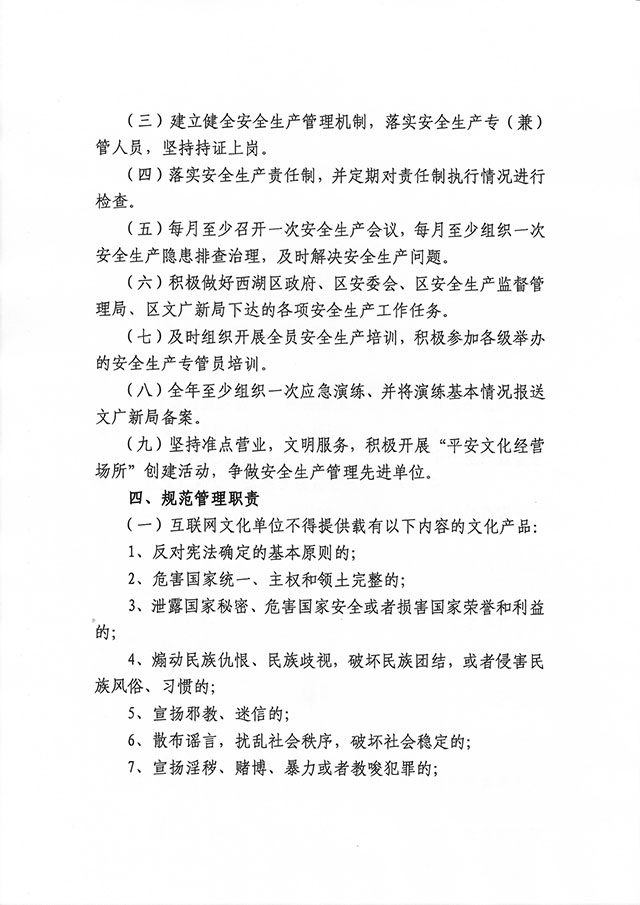 （三）建立健全安全生产管理机制，落实安全生产专（兼）
管人员，坚持持证上岗。
（四）落实安全生产责任制，并定期对责任制执行情况进行
检查。
（五）每月至少召开一次安全生产会议，每月至少组织一次
安全生产隐患排查治理，及时解决安全生产问题。
（六）积极做好西湖区政府、区安委会、区安全生产监督管
理局、区文广新局下达的各项安全生产工作任务。
（七）及时组织开展全员安全生产培训，积极参加各级举办
的安全生产专管员培训。
（八）全年至少组织一次应急演练、并将演练基本情况报送
文广新局备案。
（九）坚持准点营业，文明服务，积极开展“平安文化经营
场所”创建活动，争做安全生产管理先进单位。
四、规范管理职责
（一）互联网文化单位不得提供载有以下内容的文化产品：
1、反对宪法确定的基本原则的；
2、危害国家统一、主权和领土完整的；
3、泄露国家秘密、危害国家安全或者损害国家荣誉和利益
的；
4、煽动民族仇恨、民族歧视，破坏民族团结，或者侵害民
族风俗、习惯的；
5、宣扬邪教、迷信的；
6、散布谣言，扰乱社会秩序，破坏社会稳定的；
7、宣扬淫秽、赌博、暴力或者教唆犯罪的；